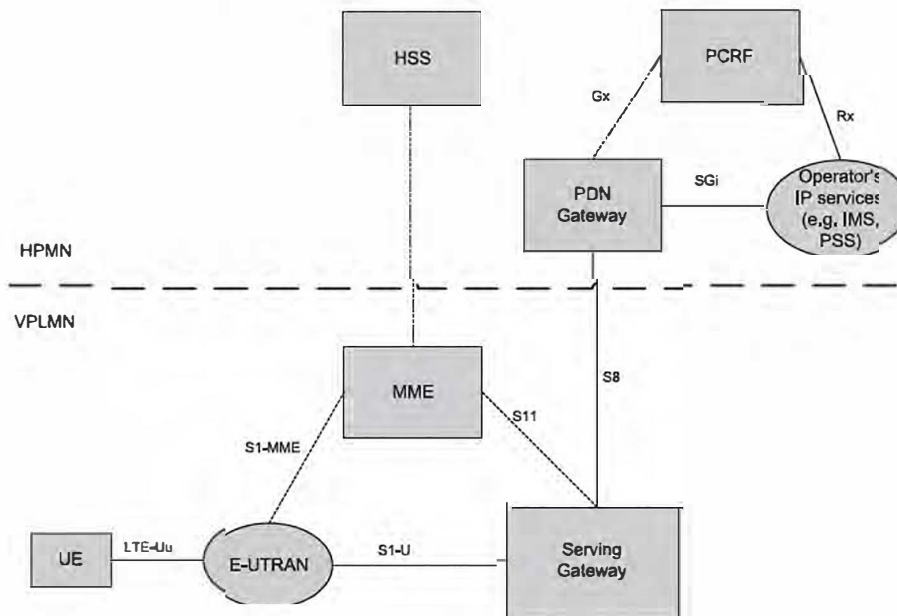 HSS
PCRF
Gx
Rx
PDN
Gateway
SGi
Operator's
IP services
(e.g. IMS,
PSS)
HPMN
VPLMN
MME
S8
S11
S1-MME
UE
LTE-Uu
E-UTRAN
S1-U
Serving
Gateway